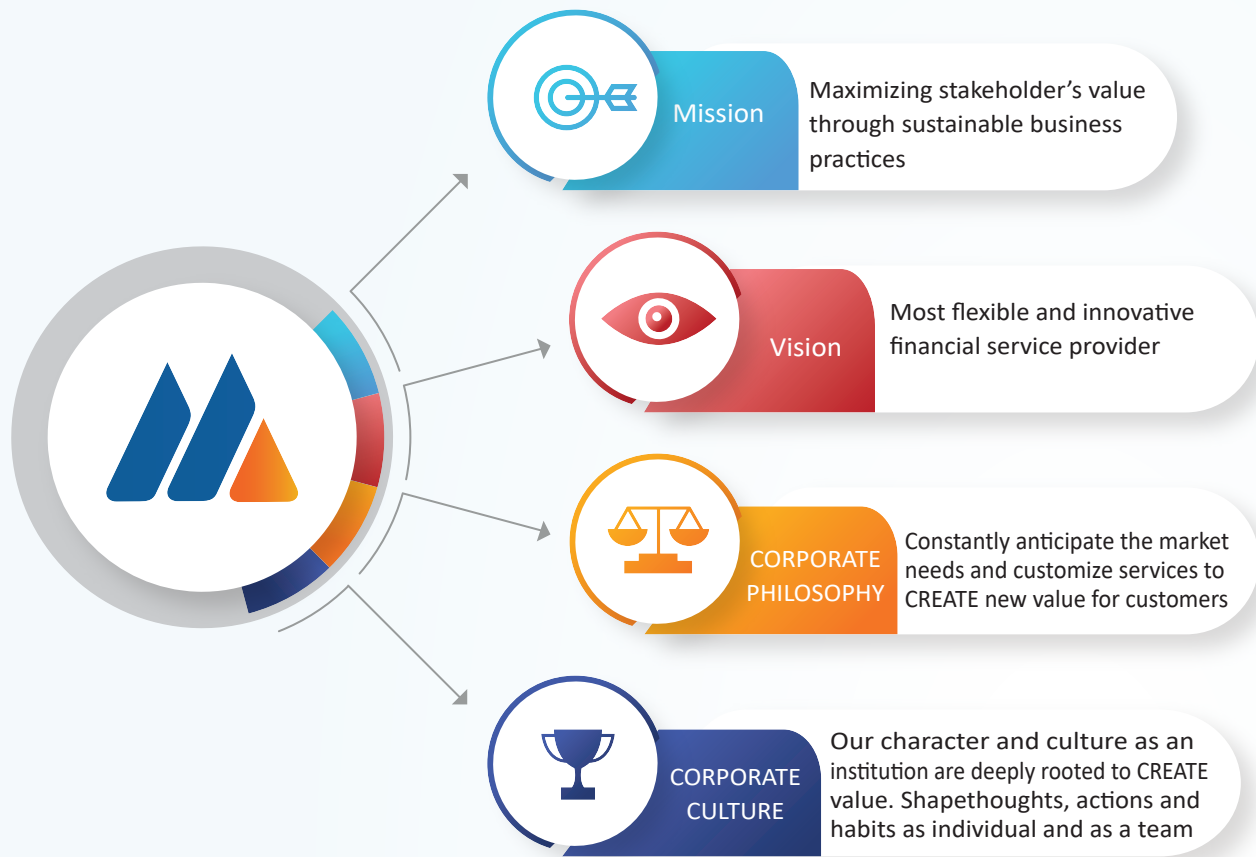 Mission
Maximizing stakeholder’s value
through sustainable business
practices
Vision
Most flexible and innovative
financial service provider
CORPORATE
PHILOSOPHY
Constantly anticipate the market
needs and customize services to
CREATE new value for customers
CORPORATE
CULTURE
Our character and culture as an
institution are deeply rooted to CREATE
value. Shapethoughts, actions and
habits as individual and as a team